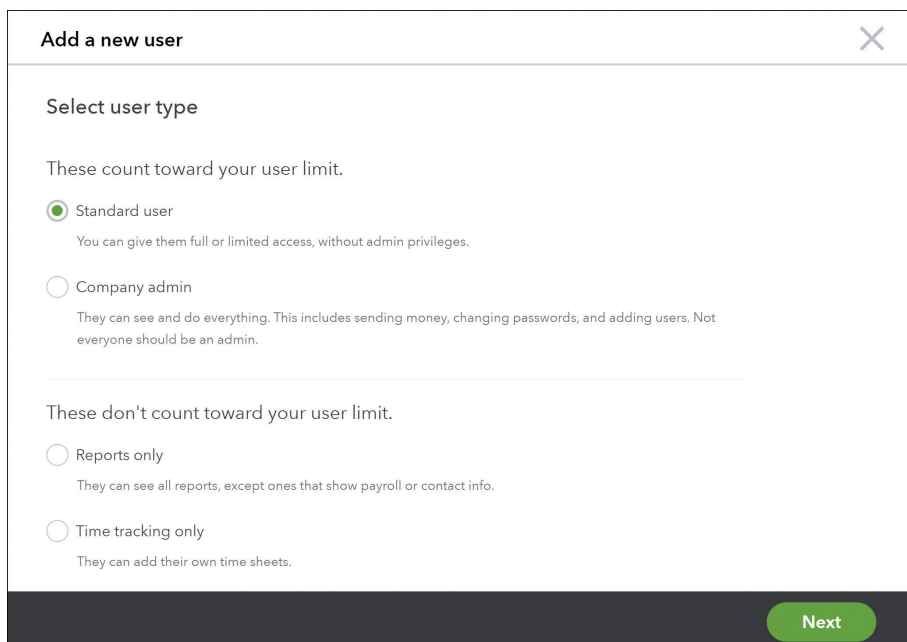 Add a new user
Select user type
These count toward your user limit.
Standard user
You can give them full or limited access, without admin privileges.
Company admin
They can see and do everything. This includes sending money, changing passwords, and adding users. Not
everyone should be an admin.
These don't count toward your user limit.
Reports only
They can see all reports, except ones that show payroll or contact info.
Time tracking only
They can add their own time sheets.
Next